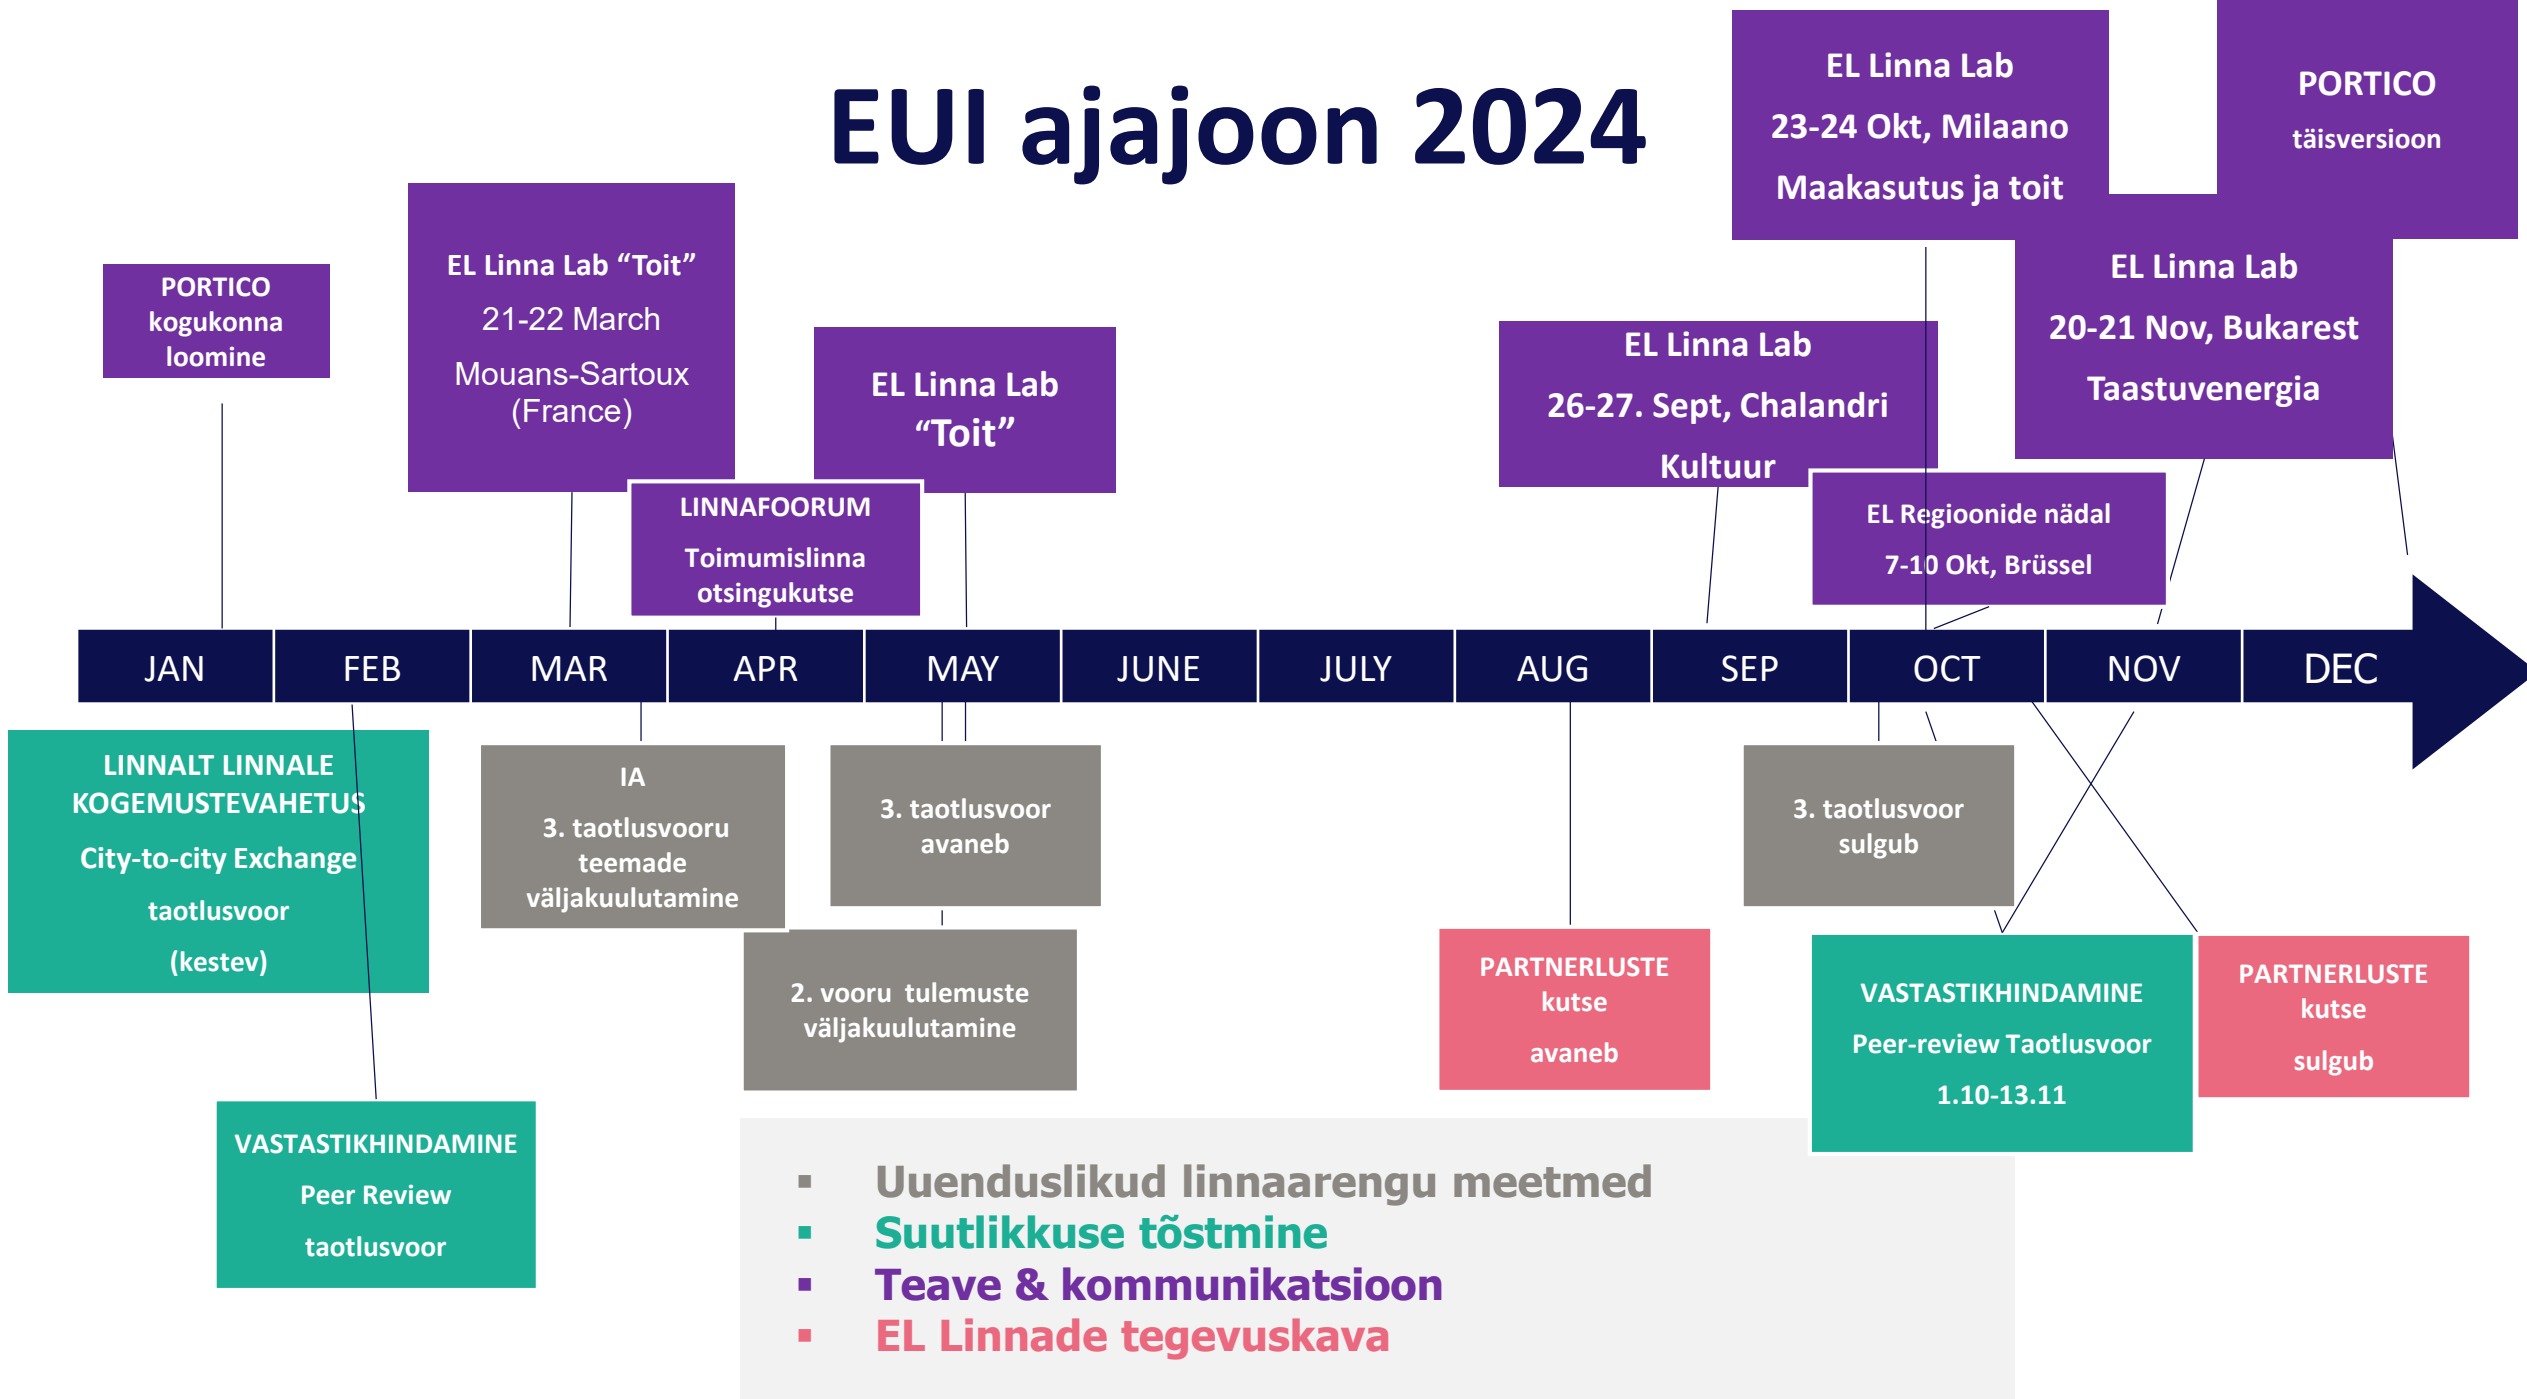 EUI ajajoon 2024
EL Linna Lab
23-24 Okt, Milaano
Maakasutus ja toit
PORTICO
täisversioon
PORTICO
kogukonna
loomine
EL Linna Lab “Toit”
21-22 March
Mouans-Sartoux
(France)
LINNAFOORUM
Toimumislinna
otsingukutse
EL Linna Lab
“Toit”
EL Linna Lab
26-27. Sept, Chalandri
Kultuur
EL Regioonide nädal
7-10 Okt, Brüssel
EL Linna Lab
20-21 Nov, Bukarest
Taastuvenergia
JAN
FEB
MAR
APR
MAY
JUNE
JULY
AUG
SEP
OCT
NOV
DEC
LINNALT LINNALE
KOGEMUSTEVAHETUS
City-to-city Exchange
taotlusvoor
(kestev)
VASTASTIKHINDAMINE
Peer Review
taotlusvoor
IA
3. taotlusvooru
teemade
väljakuulutamine
3. taotlusvoor
avaneb
2. vooru  tulemuste
väljakuulutamine
PARTNERLUSTE
kutse
avaneb
3. taotlusvoor
sulgub
VASTASTIKHINDAMINE
Peer-review Taotlusvoor
1.10-13.11
PARTNERLUSTE
kutse
sulgub
▪ Uuenduslikud linnaarengu meetmed
▪ Suutlikkuse tõstmine
▪ Teave & kommunikatsioon
▪ EL Linnade tegevuskava